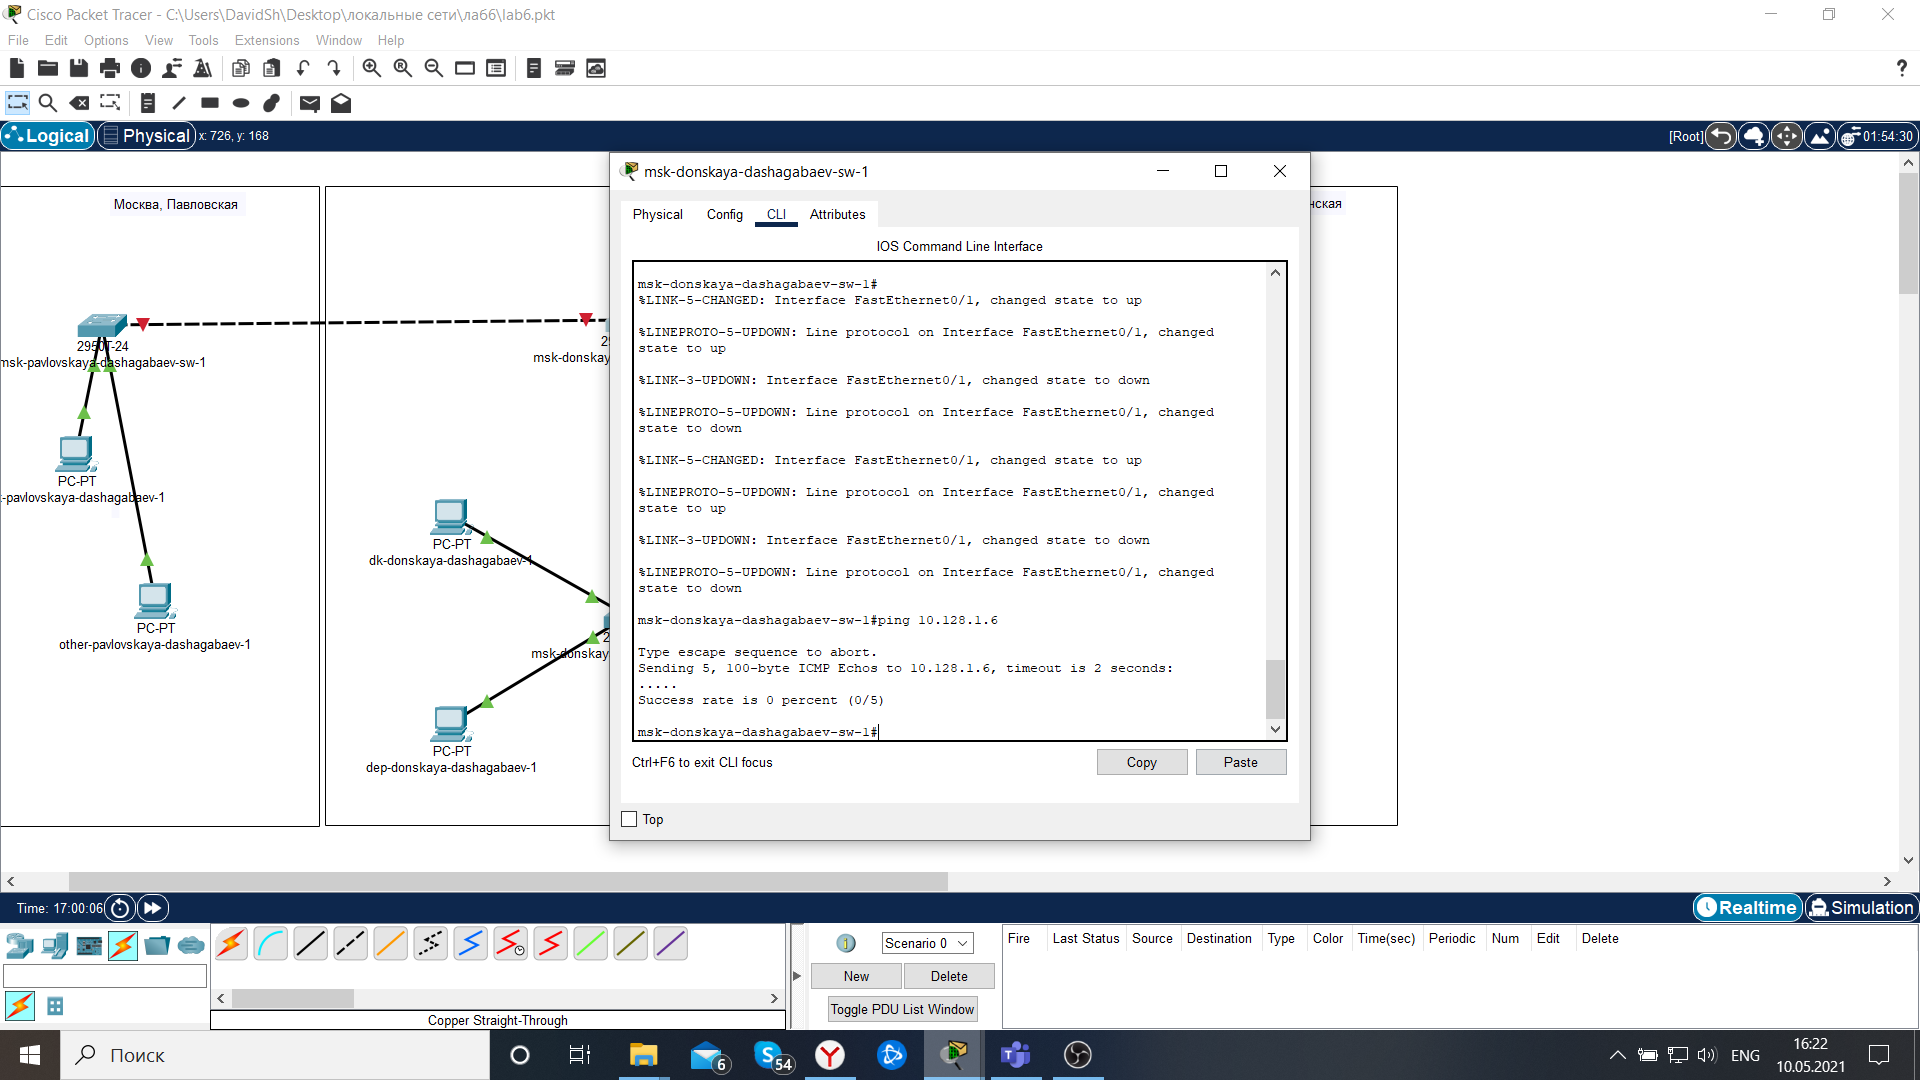 Cisco Packet Tracer - C:\Users\DavidSh\Desktop\локальные сети\ла66\lab6.pkt
File Edit Options View Tools Extensions Window Help
Logical Physical x: 726, y: 168
[Root] 01:54:30
Москва, Павловская
нская
2950T-24
msk-pavlovskaya-dashagabaev-sw-1
msk-donskay
PC-PT
-pavlovskaya-dashagabaev-1
PC-PT
dk-donskaya-dashagabaev-1
PC-PT
other-pavlovskaya-dashagabaev-1
msk-donskay
PC-PT
dep-donskaya-dashagabaev-1
msk-donskaya-dashagabaev-sw-1
Physical Config CLI Attributes
IOS Command Line Interface
msk-donskaya-dashagabaev-sw-1#
%LINK-5-CHANGED: Interface FastEthernet0/1, changed state to up
%LINEPROTO-5-UPDOWN: Line protocol on Interface FastEthernet0/1, changed
state to up
%LINK-3-UPDOWN: Interface FastEthernet0/1, changed state to down
%LINEPROTO-5-UPDOWN: Line protocol on Interface FastEthernet0/1, changed
state to down
%LINK-5-CHANGED: Interface FastEthernet0/1, changed state to up
%LINEPROTO-5-UPDOWN: Line protocol on Interface FastEthernet0/1, changed
state to up
%LINK-3-UPDOWN: Interface FastEthernet0/1, changed state to down
%LINEPROTO-5-UPDOWN: Line protocol on Interface FastEthernet0/1, changed
state to down
msk-donskaya-dashagabaev-sw-1#ping 10.128.1.6
Type escape sequence to abort.
Sending 5, 100-byte ICMP Echos to 10.128.1.6, timeout is 2 seconds:
.....
Success rate is 0 percent (0/5)
msk-donskaya-dashagabaev-sw-1#
Ctrl+F6 to exit CLI focus
Copy Paste
Top
Time: 17:00:06
Realtime Simulation
Scenario 0
New Delete
Toggle PDU List Window
Fire Last Status Source Destination Type Color Time(sec) Periodic Num Edit Delete
Copper Straight-Through
Поиск
6
54
ENG
16:22
10.05.2021